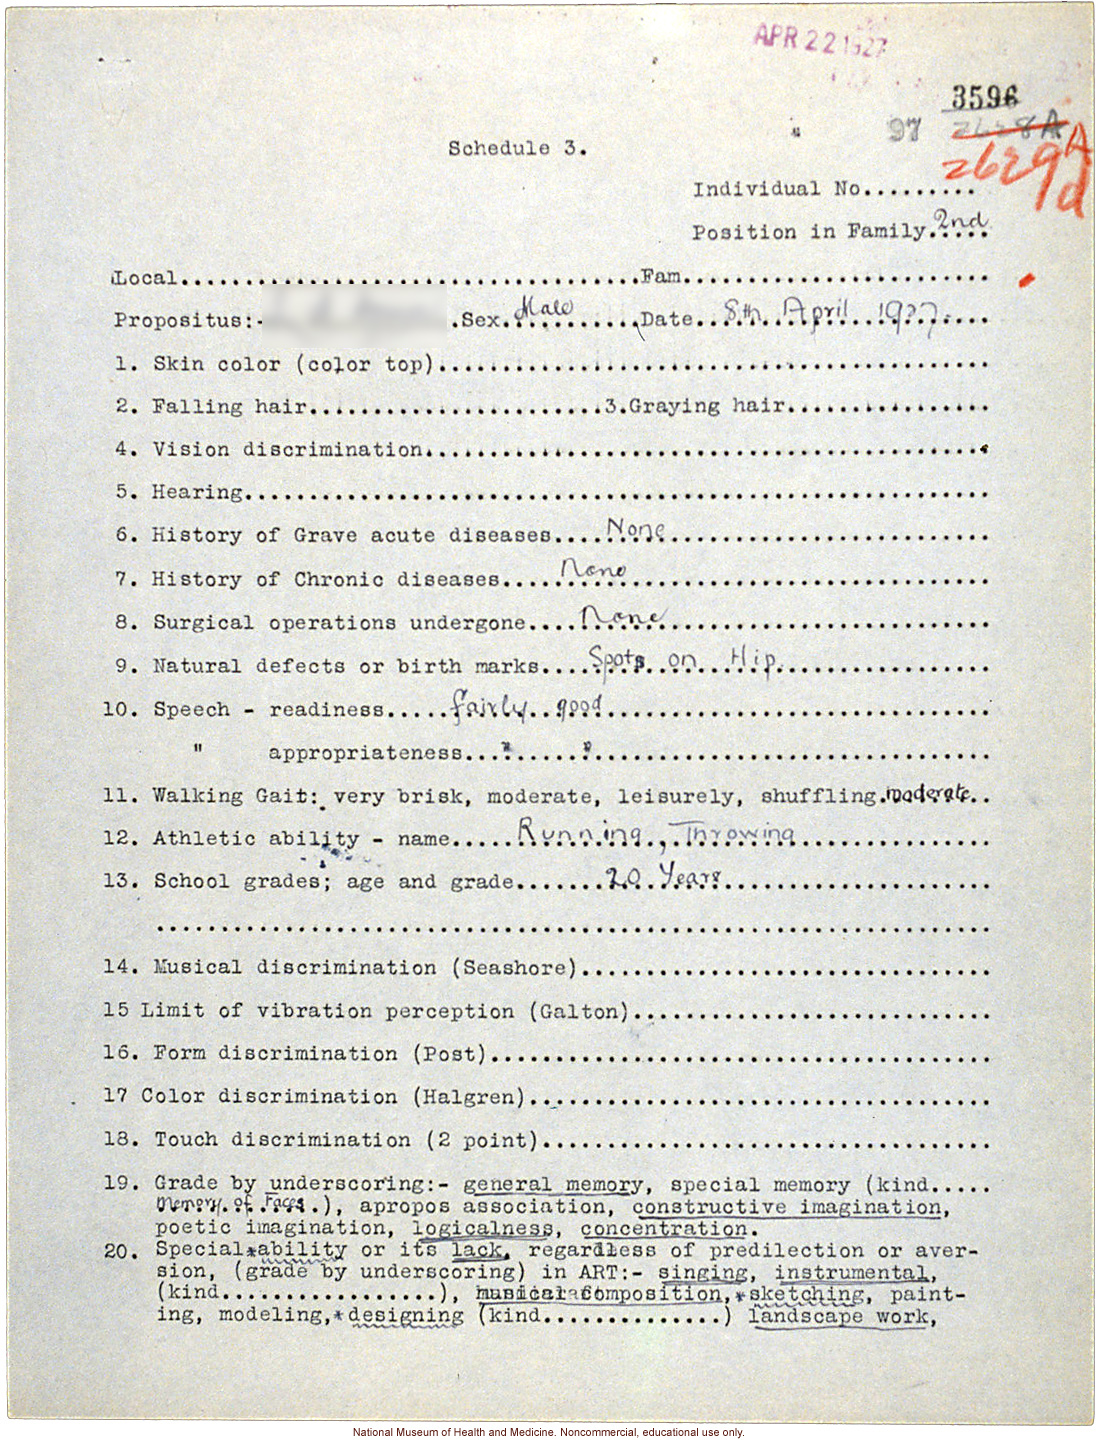 APR 22 1927
3596
97 2628A
2629 A
d
Schedule 3.
Individual No.........
Position in Family.2nd....
Local...................................Fam........................
Propositus:- .Sex.Male.........Date..8th April 1927.
1. Skin color (color top)...........................................
2. Falling hair.......................3.Graying hair................
4. Vision discrimination............................................
5. Hearing..........................................................
6. History of Grave acute diseases....None.........................
7. History of Chronic diseases.....None............................
8. Surgical operations undergone....None...........................
9. Natural defects or birth marks....Spots on Hip.................
10. Speech - readiness.....fairly..good..............................
" appropriateness..."......"...............................
11. Walking Gait: very brisk, moderate, leisurely, shuffling.moderate..
12. Athletic ability - name.....Running, Throwing...............
13. School grades; age and grade.......20 Years.....................
.................................................................
14. Musical discrimination (Seashore)................................
15 Limit of vibration perception (Galton)............................
16. Form discrimination (Post).......................................
17 Color discrimination (Halgren)....................................
18. Touch discrimination (2 point)...................................
19. Grade by underscoring:- general memory, special memory (kind.....
Memory of Faces.), apropos association, constructive imagination,
poetic imagination, logicalness, concentration.
20. Special*ability or its lack, regardless of predilection or aver-
sion, (grade by underscoring) in ART:- singing, instrumental,
(kind.................), musical composition,*sketching, paint-
ing, modeling,*designing (kind..............) landscape work,
National Museum of Health and Medicine. Noncommercial, educational use only.